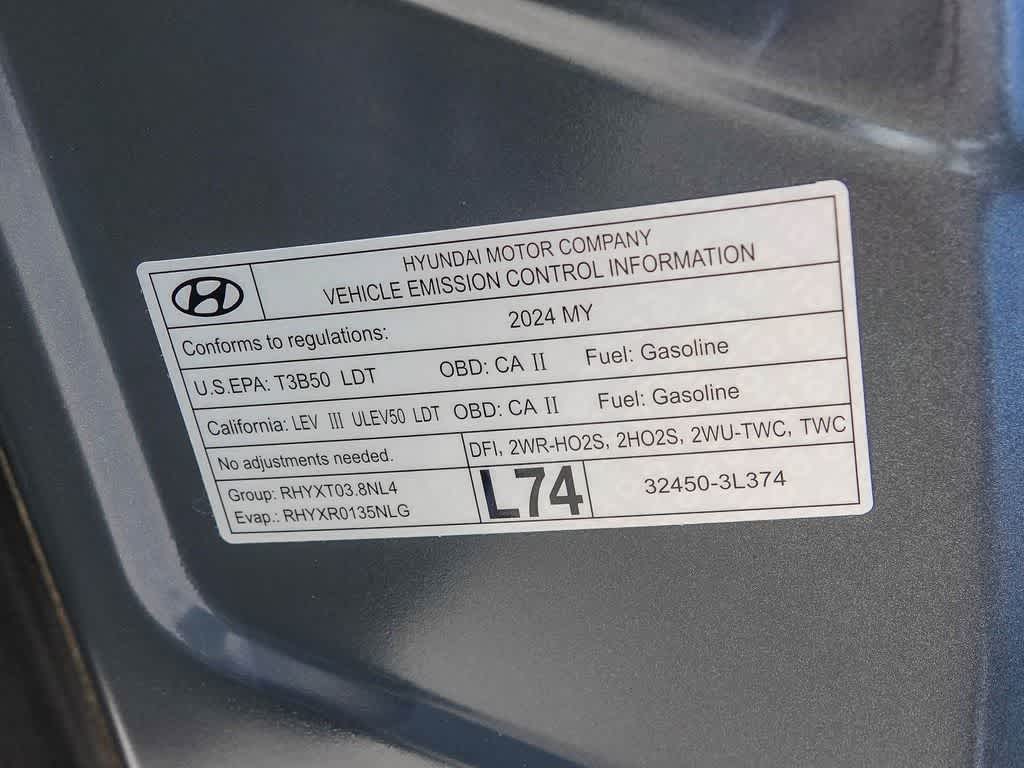 HYUNDAI MOTOR COMPANY
VEHICLE EMISSION CONTROL INFORMATION
Conforms to regulations: 2024 MY
U.S.EPA: T3B50 LDT OBD: CA II Fuel: Gasoline
California: LEV III ULEV50 LDT OBD: CA II Fuel: Gasoline
No adjustments needed. DFI, 2WR-HO2S, 2HO2S, 2WU-TWC, TWC
Group: RHYXT03.8NL4
Evap.: RHYXR0135NLG
L74
32450-3L374